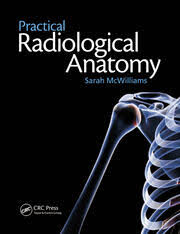 Practical
Radiological
Anatomy
Sarah McWilliams
CRC Press
Taylor & Francis Group